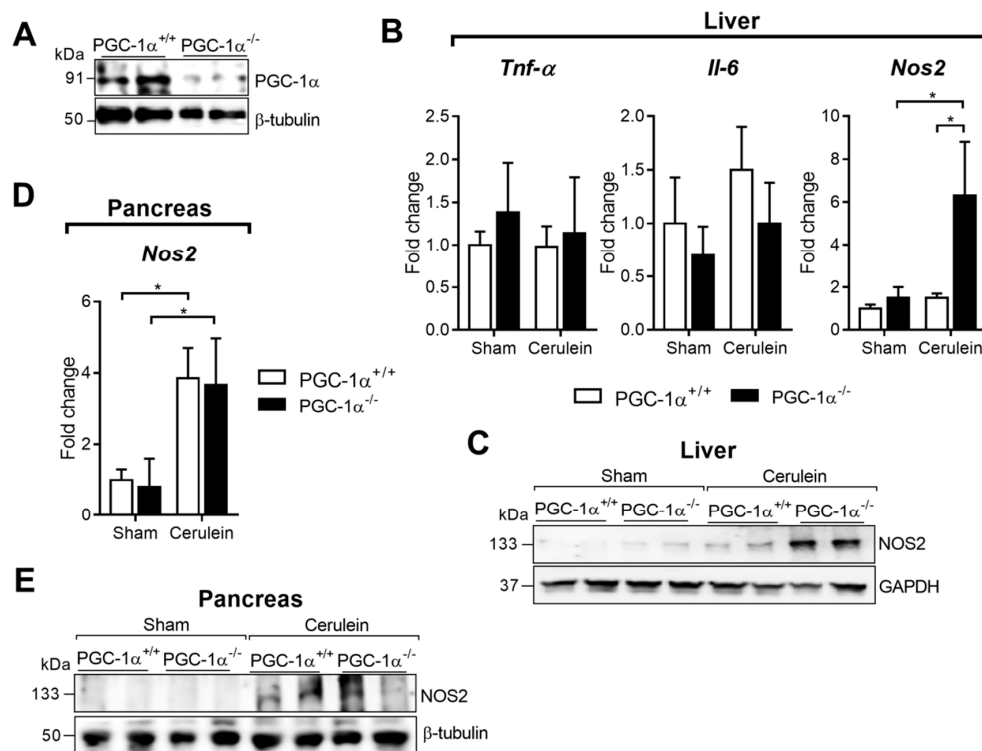 A
PGC-1α+/+ PGC-1α-/-
kDa
91 PGC-1α
50 β-tubulin
B
Liver
Tnf-α Il-6 Nos2
* *
2.5 2.0 10
2.0 1.5 8
1.5 1.0 6
1.0 0.5 4
0.5 0.0 2
0.0 0
Fold change Fold change Fold change
Sham Cerulein Sham Cerulein Sham Cerulein
PGC-1α+/+ PGC-1α-/-
D
Pancreas
Nos2
*
*
6
4
2
0
Fold change
Sham Cerulein
PGC-1α+/+
PGC-1α-/-
C
Liver
Sham Cerulein
kDa PGC-1α+/+ PGC-1α-/- PGC-1α+/+ PGC-1α-/-
133 NOS2
37 GAPDH
E
Pancreas
Sham Cerulein
kDa PGC-1α+/+ PGC-1α-/- PGC-1α+/+ PGC-1α-/-
133 NOS2
50 β-tubulin